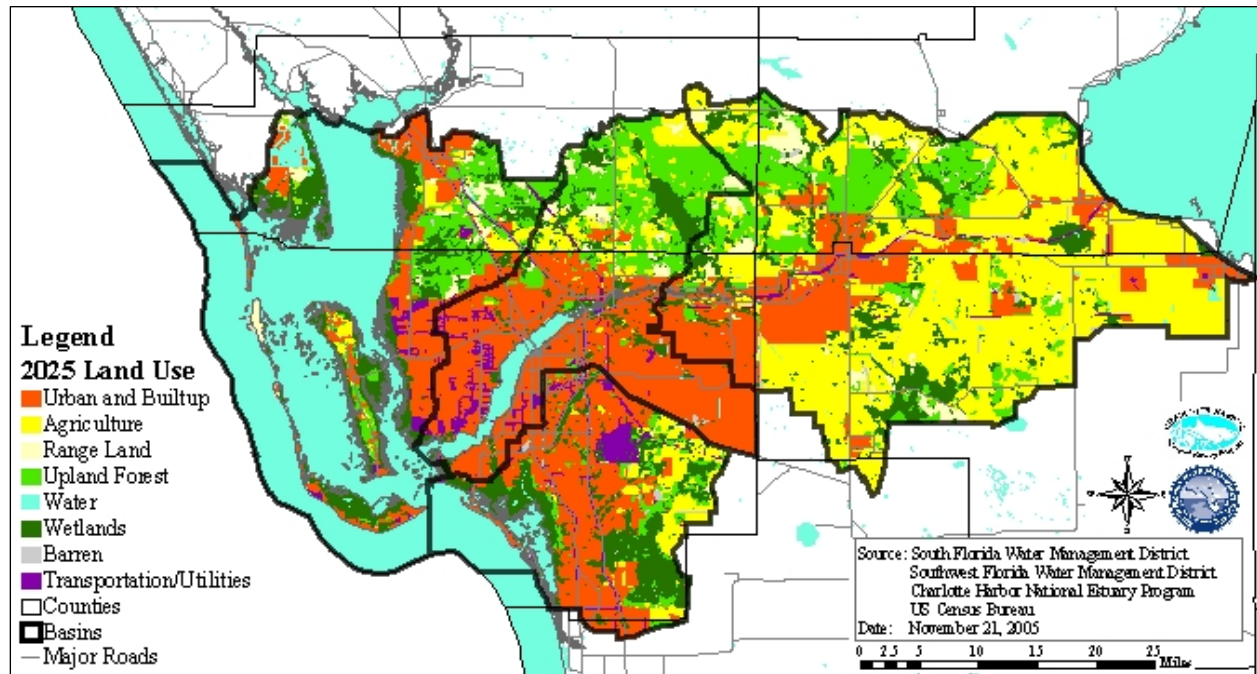 Legend
2025 Land Use
Urban and Builtup
Agriculture
Range Land
Upland Forest
Water
Wetlands
Barren
Transportation/Utilities
Counties
Basins
Major Roads
Source: South Florida Water Management District
Southwest Florida Water Management District
Charlotte Harbor National Estuary Program
US Census Bureau
Date: November 21, 2005
0 2.5 5 10 15 20 25
Miles